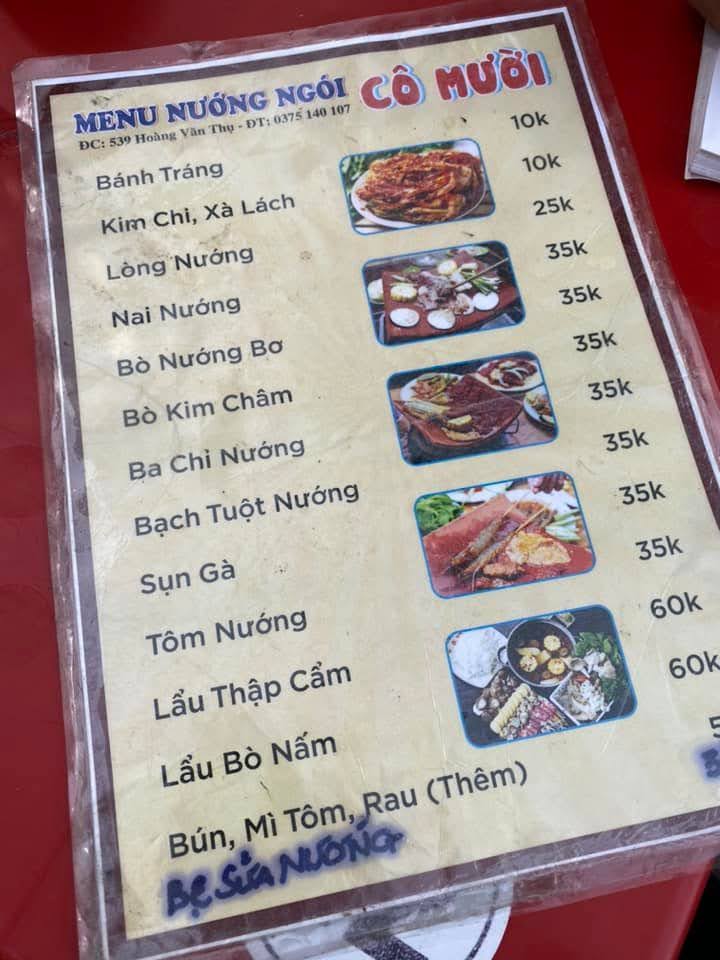 MENU NƯỚNG NGÓI CÔ MƯỜI
ĐC: 539 Hoàng Văn Thụ - ĐT: 0375 140 107
Bánh Tráng 10k
Kim Chi, Xà Lách 10k
Lòng Nướng 25k
Nai Nướng 35k
Bò Nướng Bơ 35k
Bò Kim Châm 35k
Ba Chỉ Nướng 35k
Bạch Tuột Nướng 35k
Sụn Gà 35k
Tôm Nướng 35k
Lẩu Thập Cẩm 60k
Lẩu Bò Nấm 60k
Bún, Mì Tôm, Rau (Thêm) 5
BẸ SỮA NƯỚNG